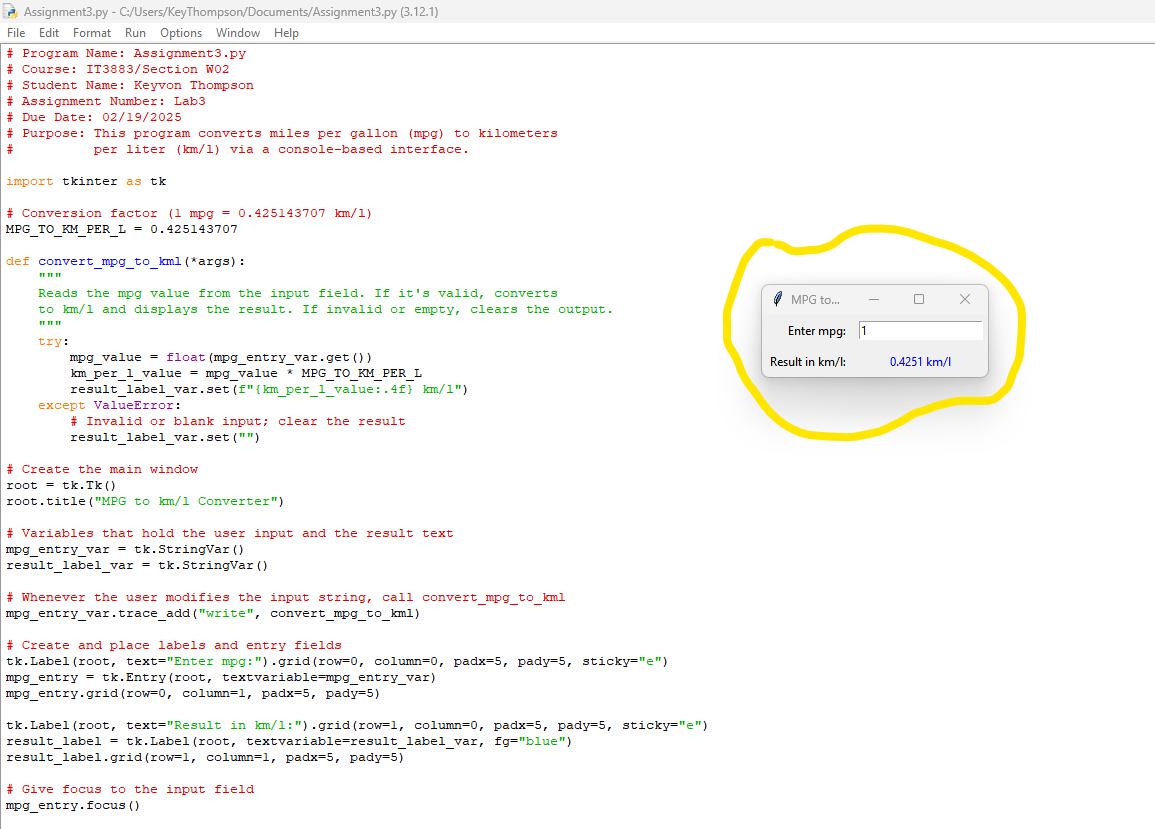 Assignment3.py - C:/Users/KeyThompson/Documents/Assignment3.py (3.12.1)
File Edit Format Run Options Window Help
# Program Name: Assignment3.py
# Course: IT3883/Section W02
# Student Name: Keyvon Thompson
# Assignment Number: Lab3
# Due Date: 02/19/2025
# Purpose: This program converts miles per gallon (mpg) to kilometers
#          per liter (km/l) via a console-based interface.
import tkinter as tk
# Conversion factor (1 mpg = 0.425143707 km/l)
MPG_TO_KM_PER_L = 0.425143707
def convert_mpg_to_kml(*args):
    """
    Reads the mpg value from the input field. If it's valid, converts
    to km/l and displays the result. If invalid or empty, clears the output.
    """
    try:
        mpg_value = float(mpg_entry_var.get())
        km_per_l_value = mpg_value * MPG_TO_KM_PER_L
        result_label_var.set(f"{km_per_l_value:.4f} km/l")
    except ValueError:
        # Invalid or blank input; clear the result
        result_label_var.set("")
# Create the main window
root = tk.Tk()
root.title("MPG to km/l Converter")
# Variables that hold the user input and the result text
mpg_entry_var = tk.StringVar()
result_label_var = tk.StringVar()
# Whenever the user modifies the input string, call convert_mpg_to_kml
mpg_entry_var.trace_add("write", convert_mpg_to_kml)
# Create and place labels and entry fields
tk.Label(root, text="Enter mpg:").grid(row=0, column=0, padx=5, pady=5, sticky="e")
mpg_entry = tk.Entry(root, textvariable=mpg_entry_var)
mpg_entry.grid(row=0, column=1, padx=5, pady=5)
tk.Label(root, text="Result in km/l:").grid(row=1, column=0, padx=5, pady=5, sticky="e")
result_label = tk.Label(root, textvariable=result_label_var, fg="blue")
result_label.grid(row=1, column=1, padx=5, pady=5)
# Give focus to the input field
mpg_entry.focus()
MPG to...
Enter mpg: 1
Result in km/l: 0.4251 km/l